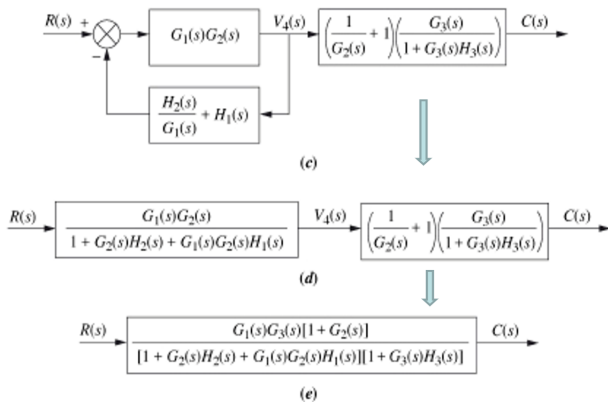 R(s) + − G₁(s)G₂(s) V₄(s) (1/G₂(s) + 1)(G₃(s)/(1 + G₃(s)H₃(s))) C(s)
H₂(s)/G₁(s) + H₁(s)
(c)
R(s) G₁(s)G₂(s)/(1 + G₂(s)H₂(s) + G₁(s)G₂(s)H₁(s)) V₄(s) (1/G₂(s) + 1)(G₃(s)/(1 + G₃(s)H₃(s))) C(s)
(d)
R(s) G₁(s)G₃(s)[1 + G₂(s)]/([1 + G₂(s)H₂(s) + G₁(s)G₂(s)H₁(s)][1 + G₃(s)H₃(s)]) C(s)
(e)